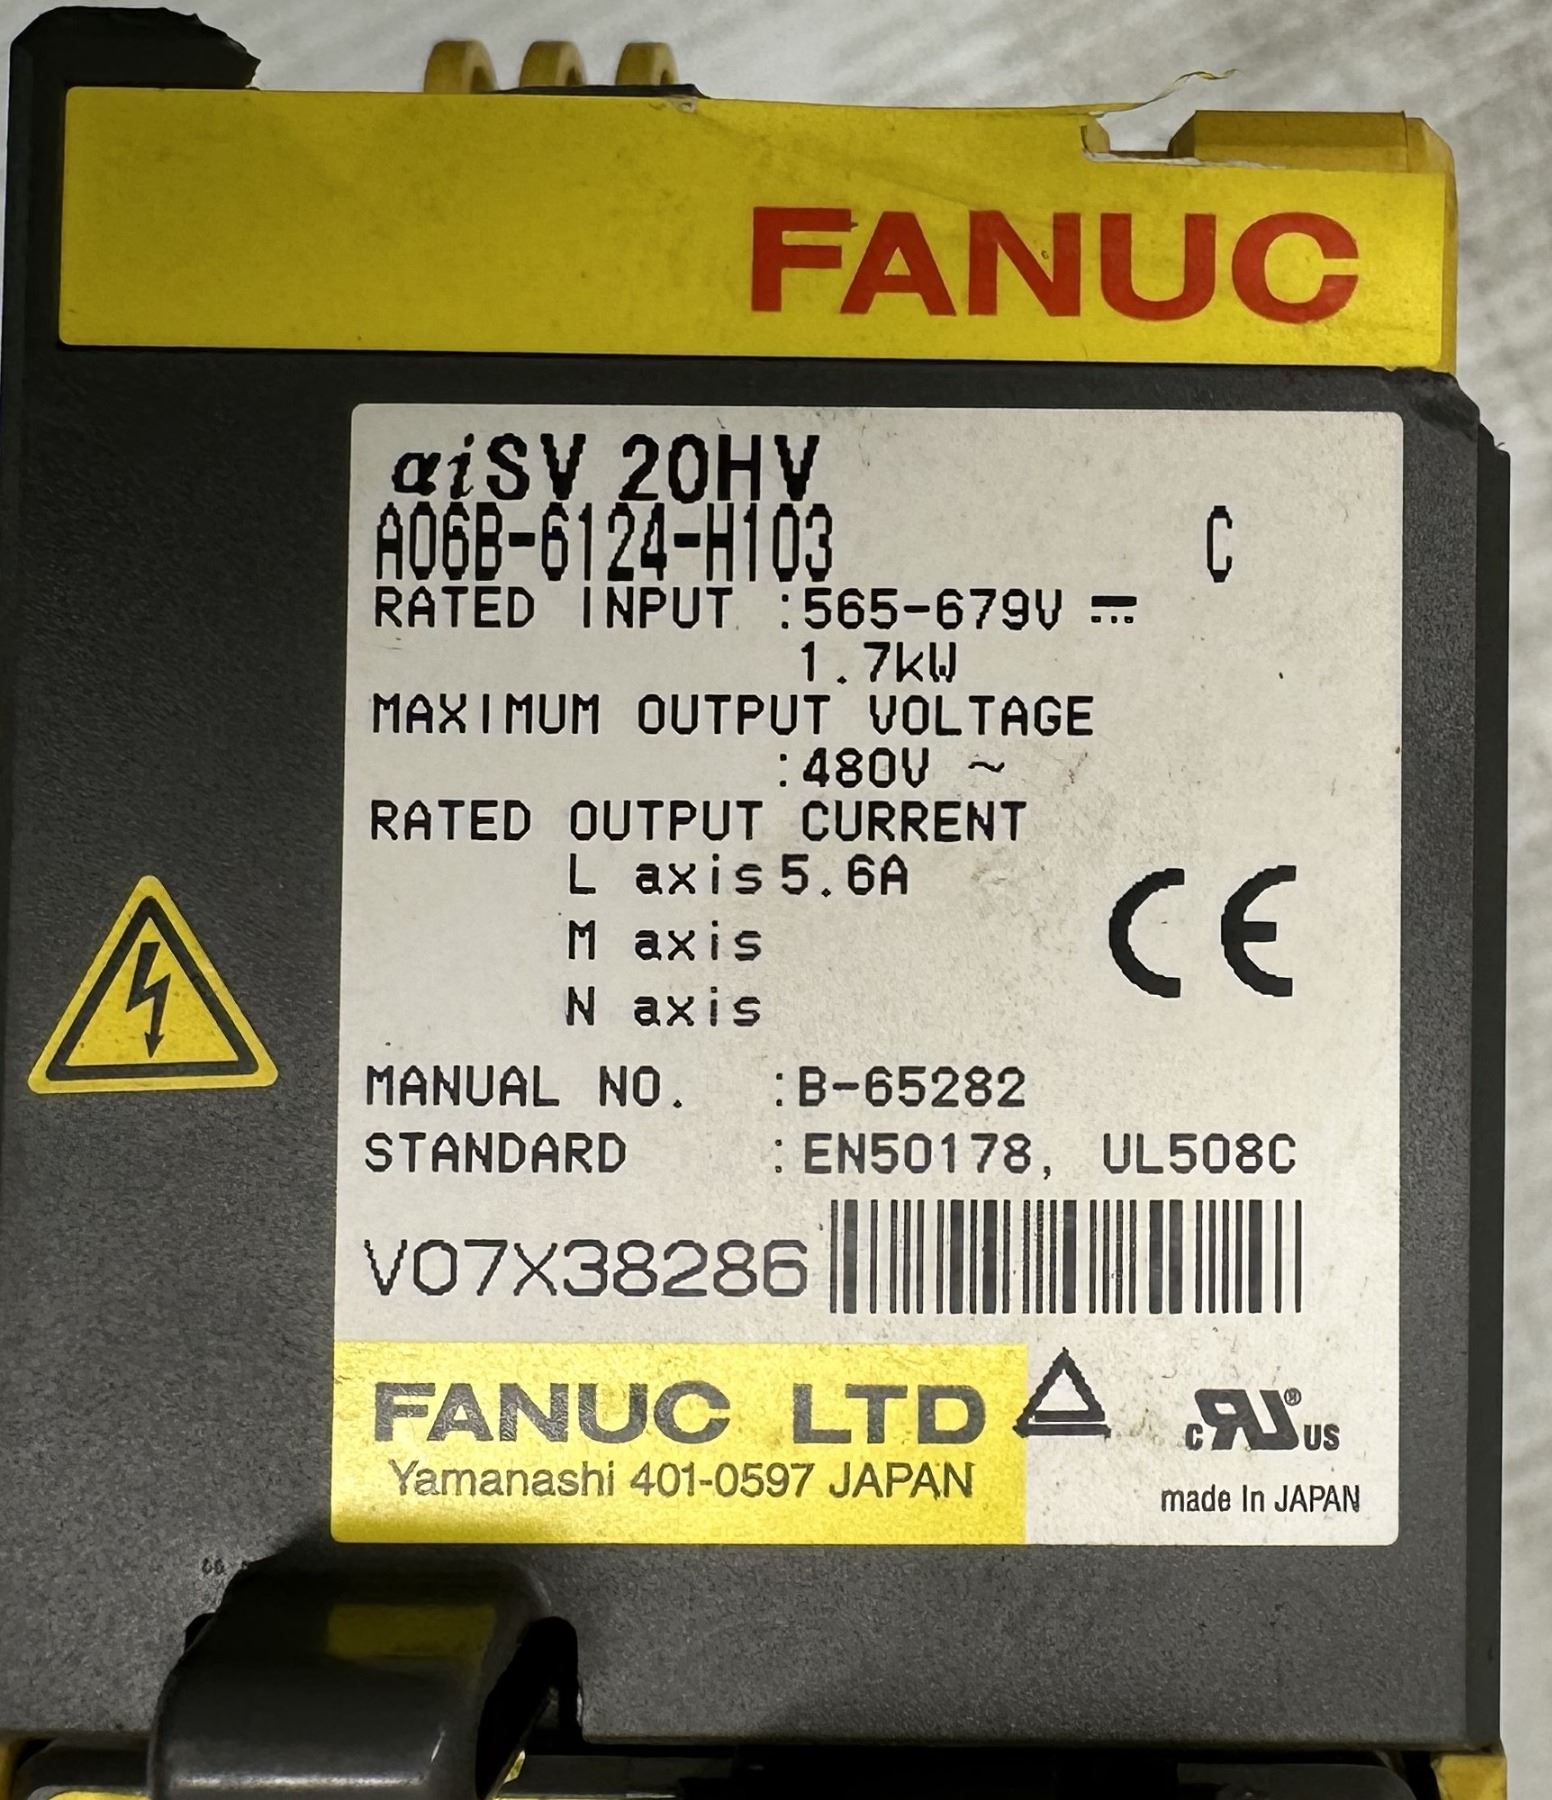 FANUC
αiSV 20HV
A06B-6124-H103 C
RATED INPUT :565-679V ⎓
1.7kW
MAXIMUM OUTPUT VOLTAGE
:480V ~
RATED OUTPUT CURRENT
L axis 5.6A
M axis
N axis
CE
MANUAL NO. :B-65282
STANDARD :EN50178, UL508C
V07X38286
FANUC LTD
Yamanashi 401-0597 JAPAN
c RU ® US
made In JAPAN